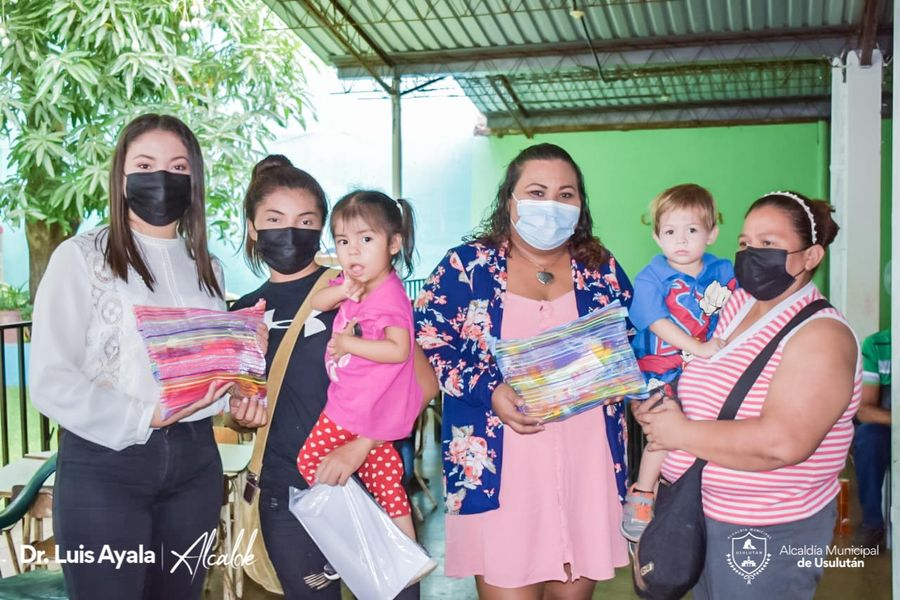 Dr. Luis Ayala | Alcalde
Alcaldía Municipal
de Usulután